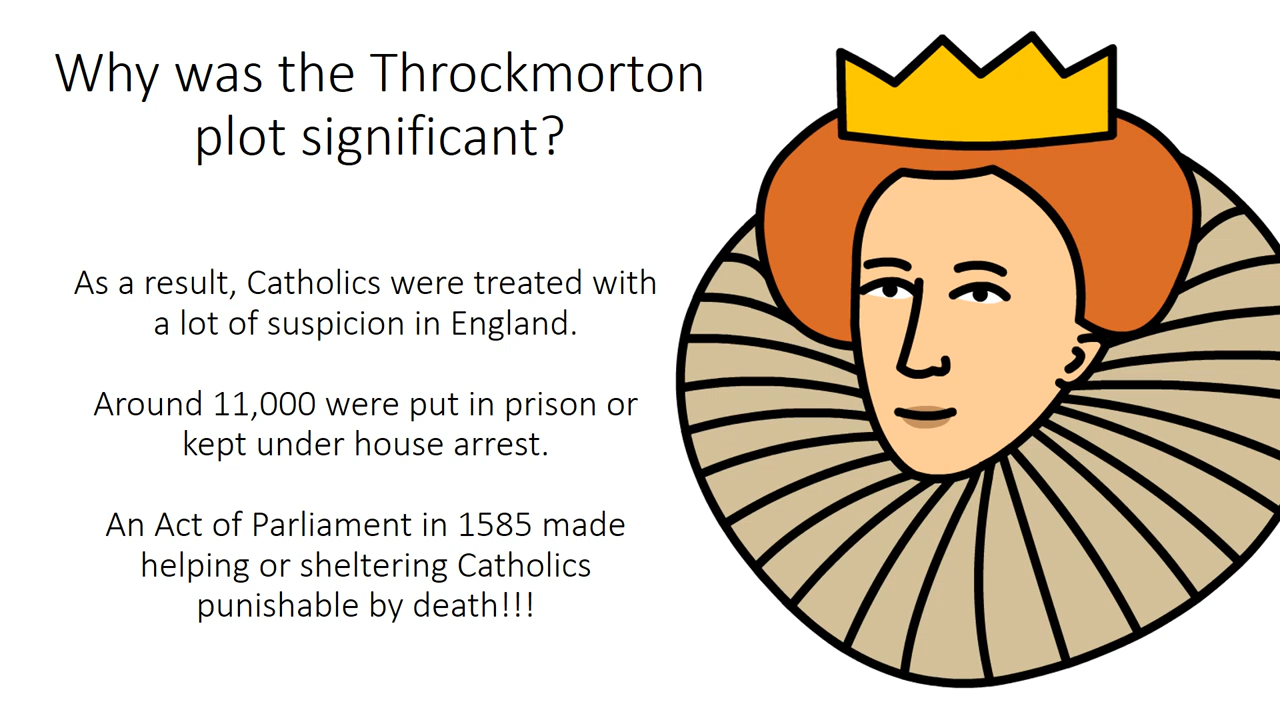 Why was the Throckmorton
plot significant?
As a result, Catholics were treated with
a lot of suspicion in England.
Around 11,000 were put in prison or
kept under house arrest.
An Act of Parliament in 1585 made
helping or sheltering Catholics
punishable by death!!!